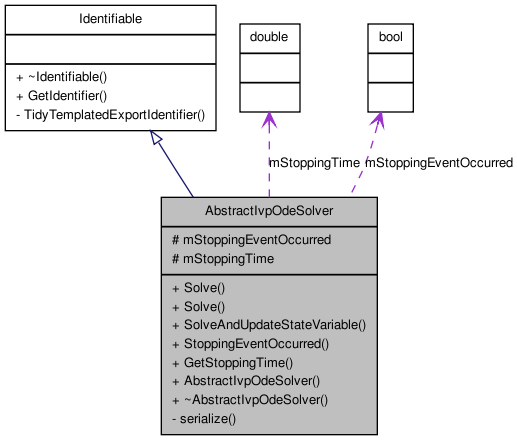 Identifiable
+ ~Identifiable()
+ GetIdentifier()
- TidyTemplatedExportIdentifier()
double
bool
mStoppingTime
mStoppingEventOccurred
AbstractIvpOdeSolver
# mStoppingEventOccurred
# mStoppingTime
+ Solve()
+ Solve()
+ SolveAndUpdateStateVariable()
+ StoppingEventOccurred()
+ GetStoppingTime()
+ AbstractIvpOdeSolver()
+ ~AbstractIvpOdeSolver()
- serialize()